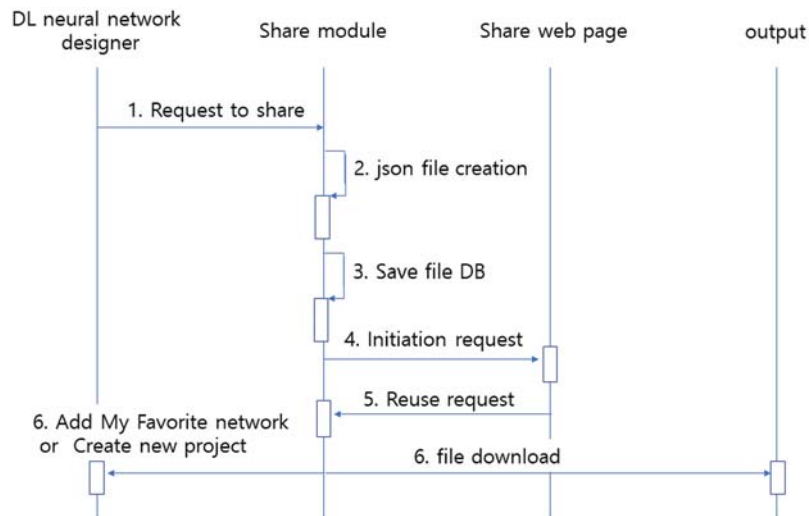 DL neural network
designer
Share module
Share web page
output
1. Request to share
2. json file creation
3. Save file DB
4. Initiation request
5. Reuse request
6. Add My Favorite network
or Create new project
6. file download